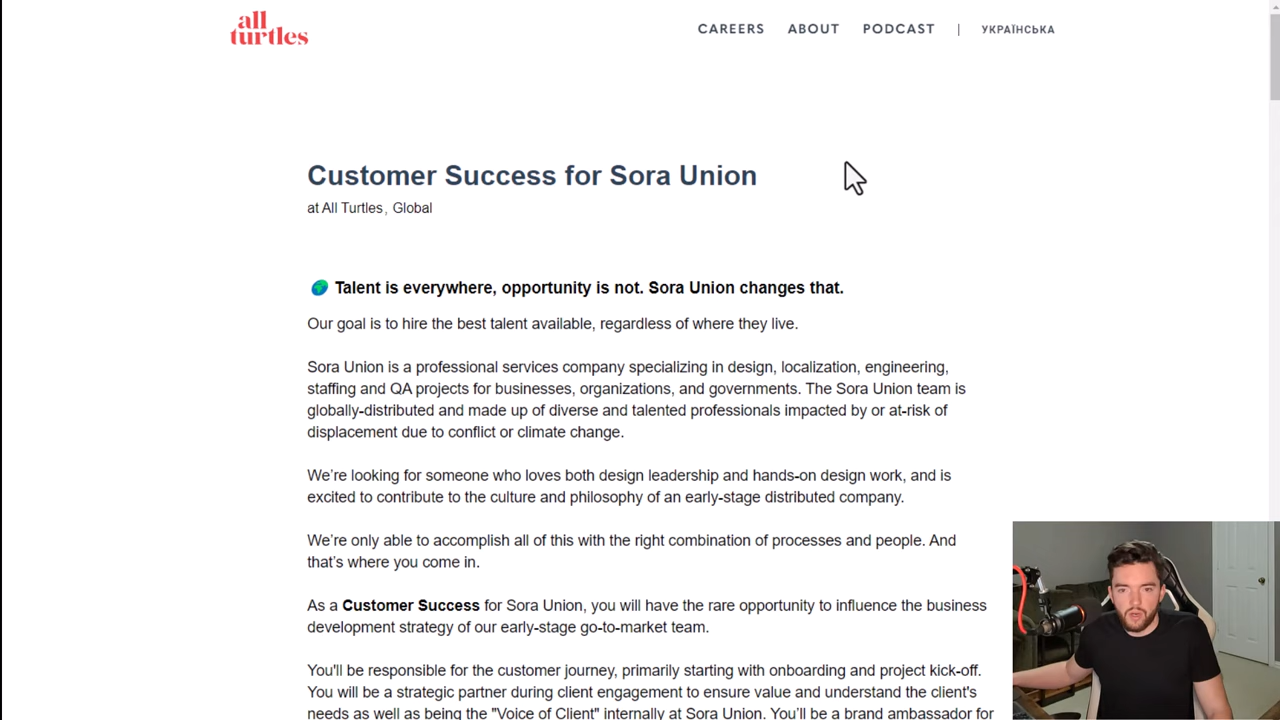 all
turtles
CAREERS ABOUT PODCAST | УКРАЇНСЬКА
Customer Success for Sora Union
at All Turtles, Global
Talent is everywhere, opportunity is not. Sora Union changes that.
Our goal is to hire the best talent available, regardless of where they live.
Sora Union is a professional services company specializing in design, localization, engineering,
staffing and QA projects for businesses, organizations, and governments. The Sora Union team is
globally-distributed and made up of diverse and talented professionals impacted by or at-risk of
displacement due to conflict or climate change.
We're looking for someone who loves both design leadership and hands-on design work, and is
excited to contribute to the culture and philosophy of an early-stage distributed company.
We're only able to accomplish all of this with the right combination of processes and people. And
that's where you come in.
As a Customer Success for Sora Union, you will have the rare opportunity to influence the business
development strategy of our early-stage go-to-market team.
You'll be responsible for the customer journey, primarily starting with onboarding and project kick-off.
You will be a strategic partner during client engagement to ensure value and understand the client's
needs as well as being the "Voice of Client" internally at Sora Union. You'll be a brand ambassador for